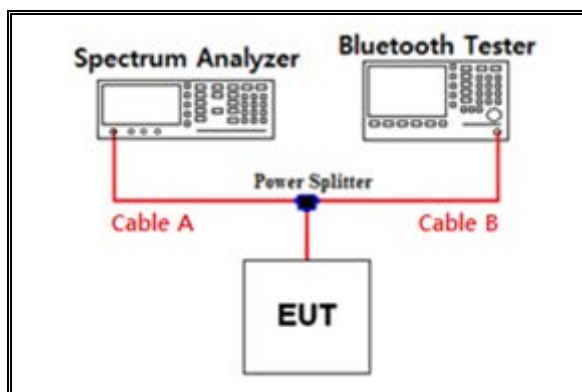 Spectrum Analyzer
Bluetooth Tester
Power Splitter
Cable A
Cable B
EUT